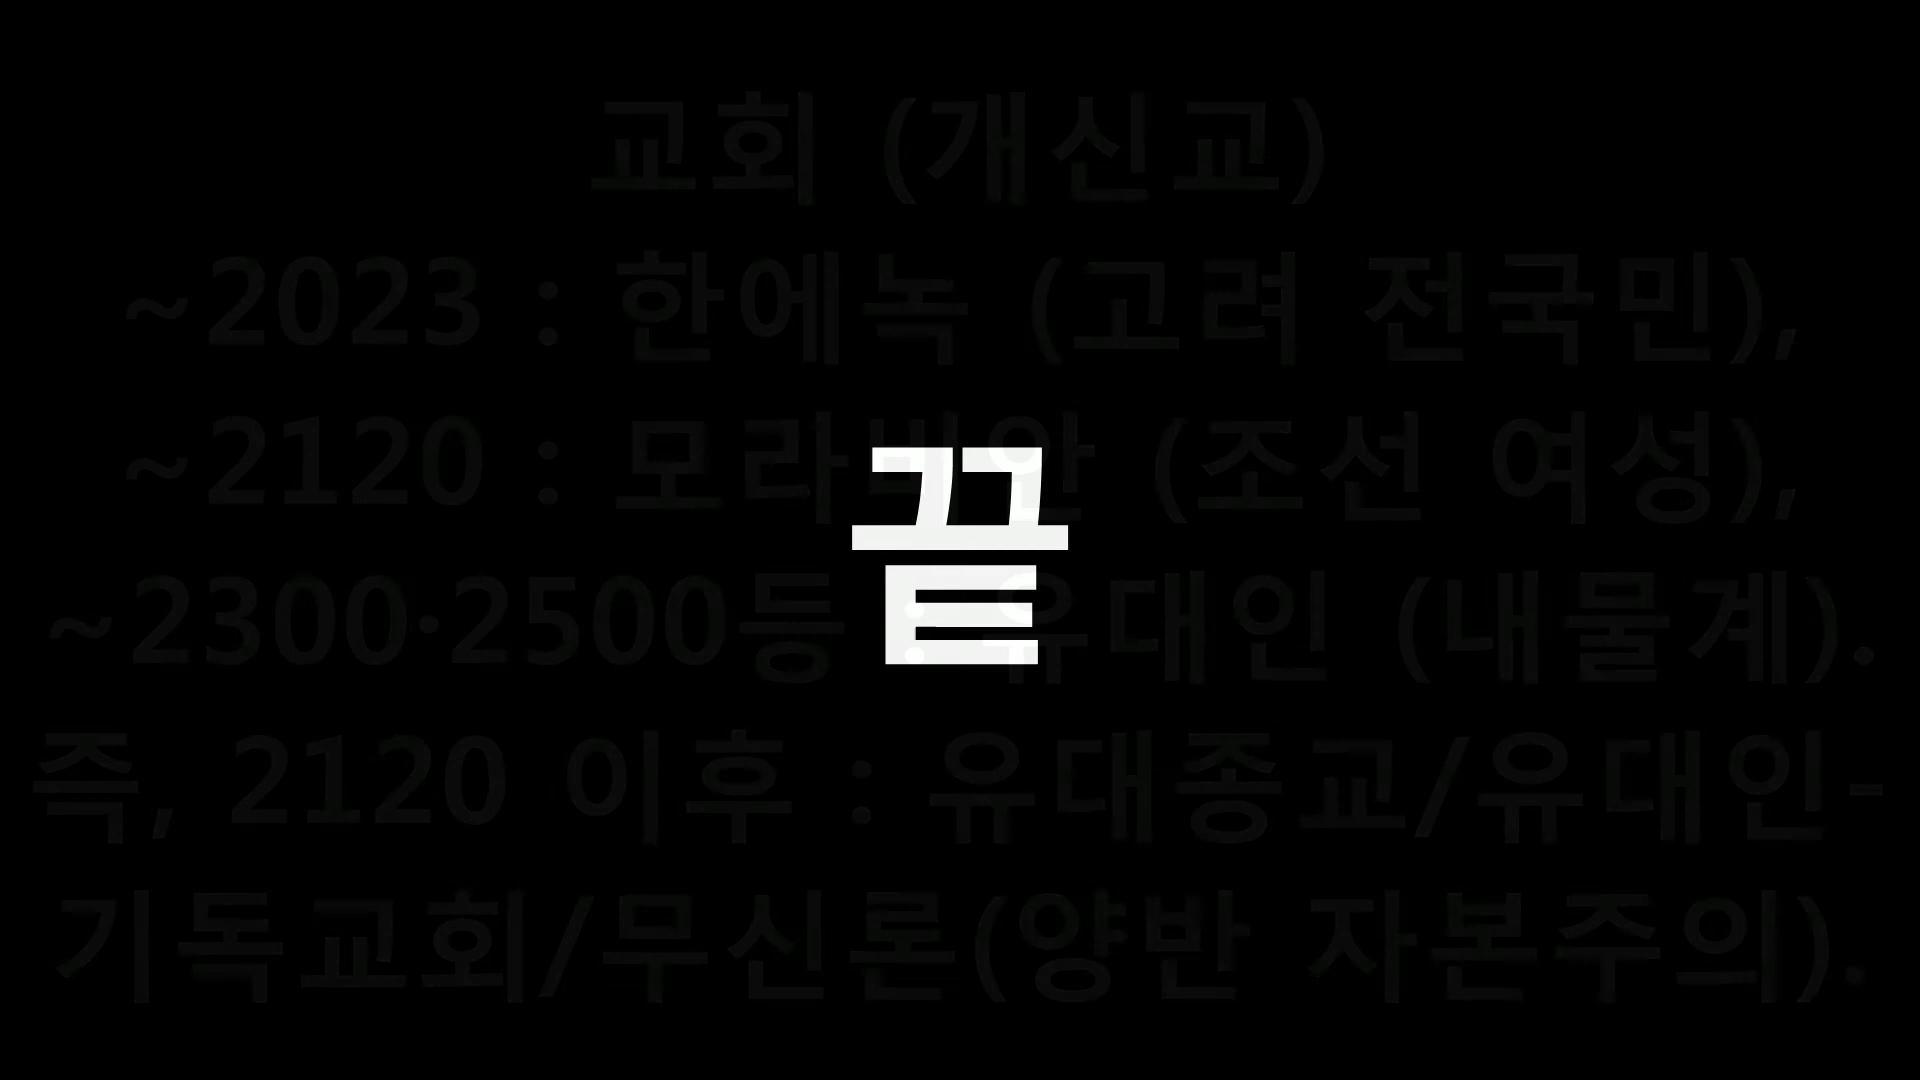 교회 (개신교)
~2023 : 한에녹 (고려 전국민),
~2120 : 모라비안 (조선 여성),
끝
~2300·2500등 : 유대인 (내물계).
즉, 2120 이후 : 유대종교/유대인-
기독교회/무신론(양반 자본주의).